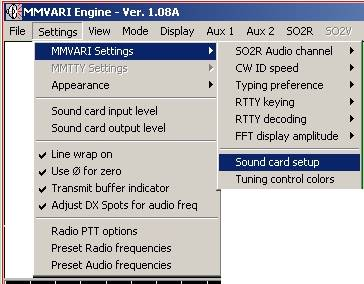 MMVARI Engine - Ver. 1.08A
File Settings View Mode Display Aux 1 Aux 2 SO2R SO2V
MMVARI Settings
MMTTY Settings
Appearance
Sound card input level
Sound card output level
Line wrap on
Use Ø for zero
Transmit buffer indicator
Adjust DX Spots for audio freq
Radio PTT options
Preset Radio frequencies
Preset Audio frequencies
SO2R Audio channel
CW ID speed
Typing preference
RTTY keying
RTTY decoding
FFT display amplitude
Sound card setup
Tuning control colors